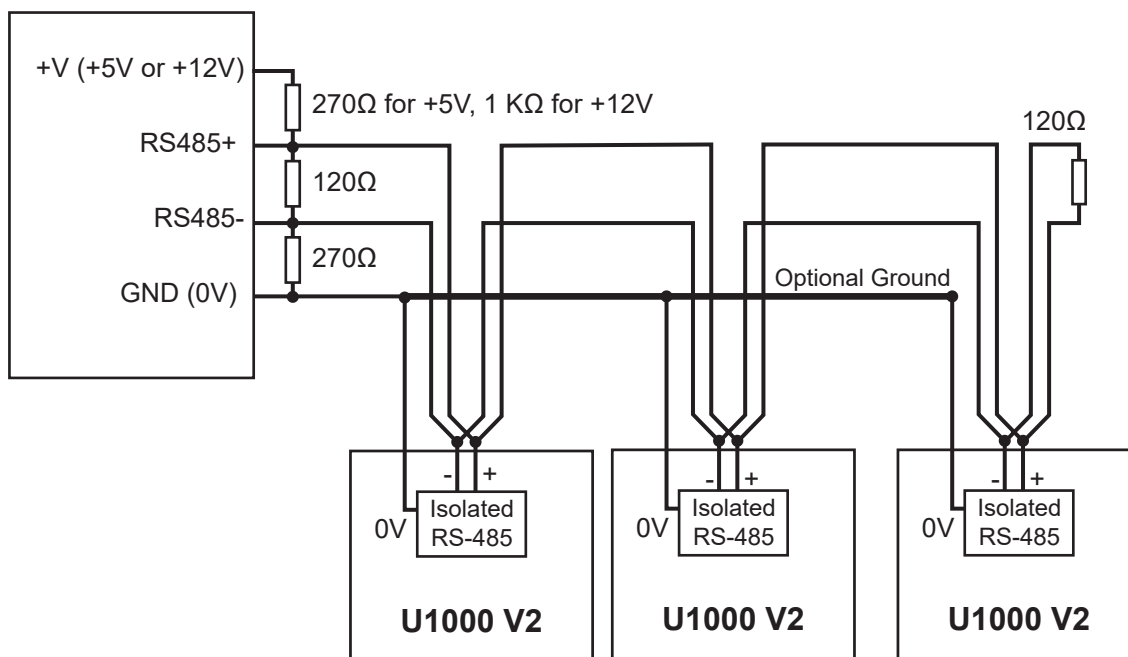 +V (+5V or +12V)
270Ω for +5V, 1 KΩ for +12V
120Ω
RS485+
120Ω
RS485-
270Ω
GND (0V)
Optional Ground
- +
- +
- +
0V
Isolated
RS-485
0V
Isolated
RS-485
0V
Isolated
RS-485
U1000 V2
U1000 V2
U1000 V2